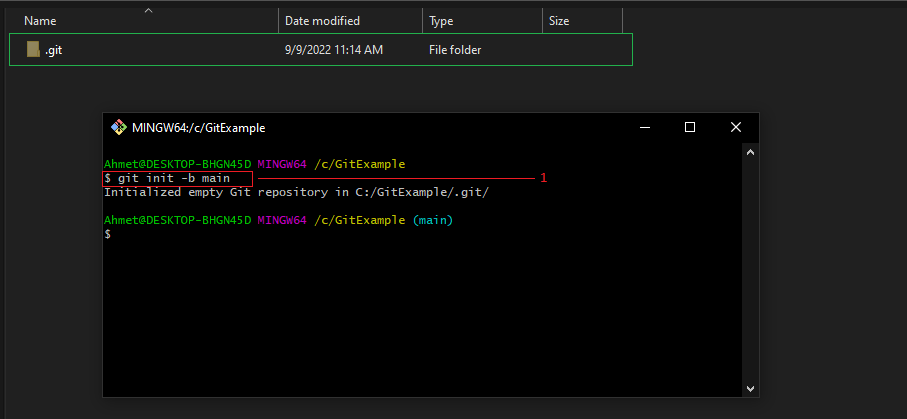 Name Date modified Type Size
.git 9/9/2022 11:14 AM File folder
MINGW64:/c/GitExample
Ahmet@DESKTOP-BHGN45D MINGW64 /c/GitExample
$ git init -b main 1
Initialized empty Git repository in C:/GitExample/.git/
Ahmet@DESKTOP-BHGN45D MINGW64 /c/GitExample (main)
$